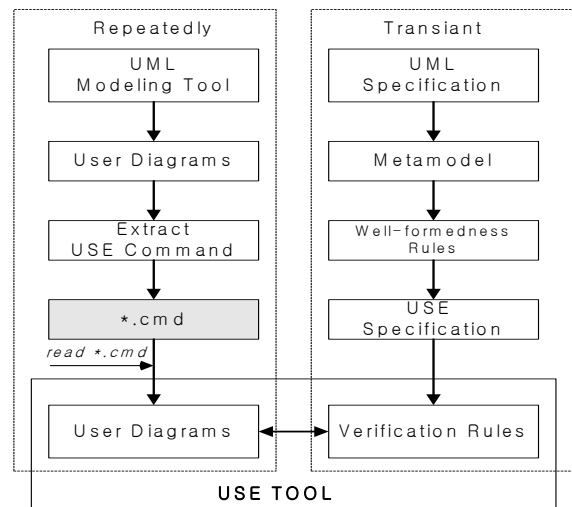 Repeatedly
UML
Modeling Tool
User Diagrams
Extract
USE Command
*.cmd
read *.cmd
User Diagrams
Transiant
UML
Specification
Metamodel
Well-formedness
Rules
USE
Specification
Verification Rules
USE TOOL